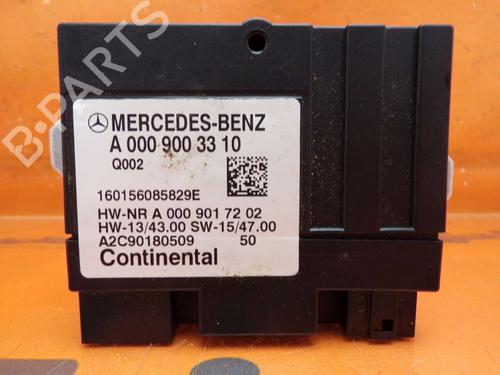 B-PARTS
MERCEDES-BENZ
A 000 900 33 10
Q002
160156085829E
HW-NR A 000 901 72 02
HW-13/43.00 SW-15/47.00
A2C90180509 50
Continental